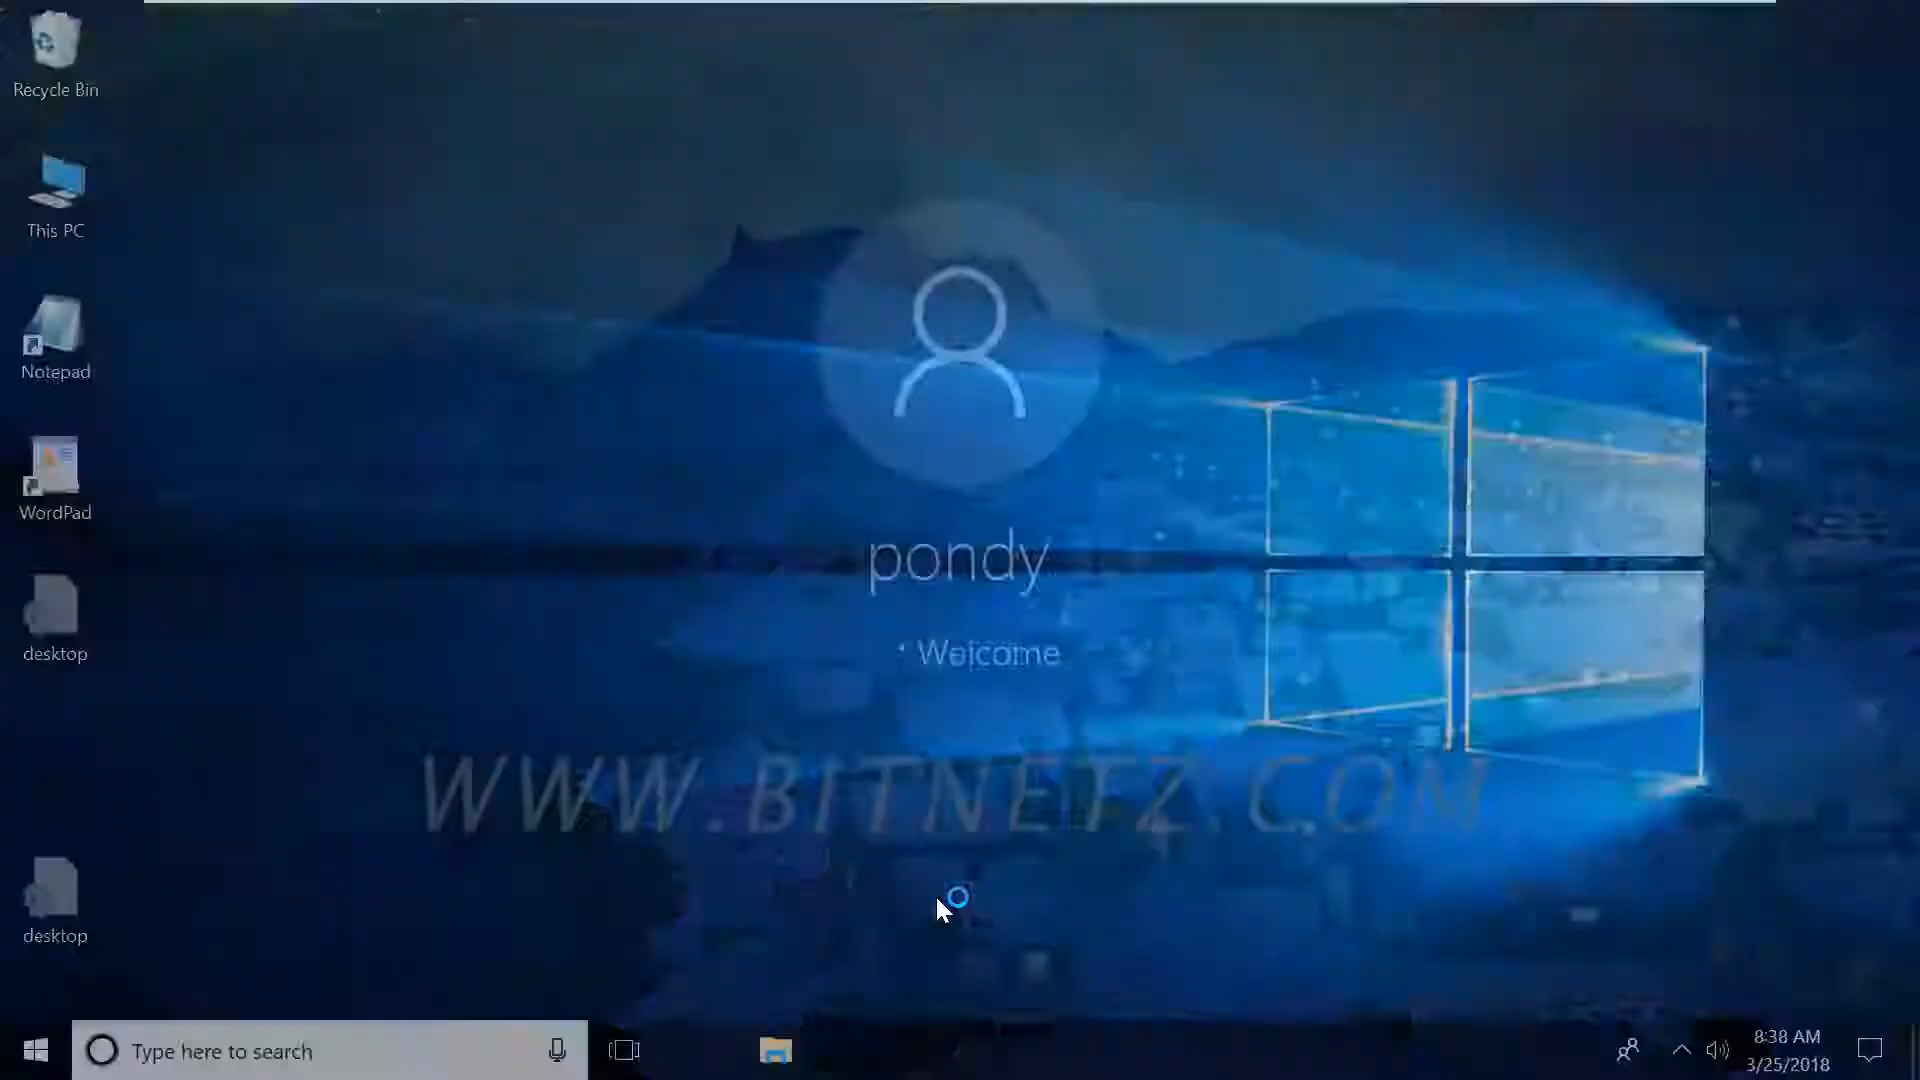 Recycle Bin
This PC
Notepad
WordPad
desktop
desktop
pondy
Welcome
WWW.BITNETZ.COM
Type here to search
8:38 AM
3/25/2018